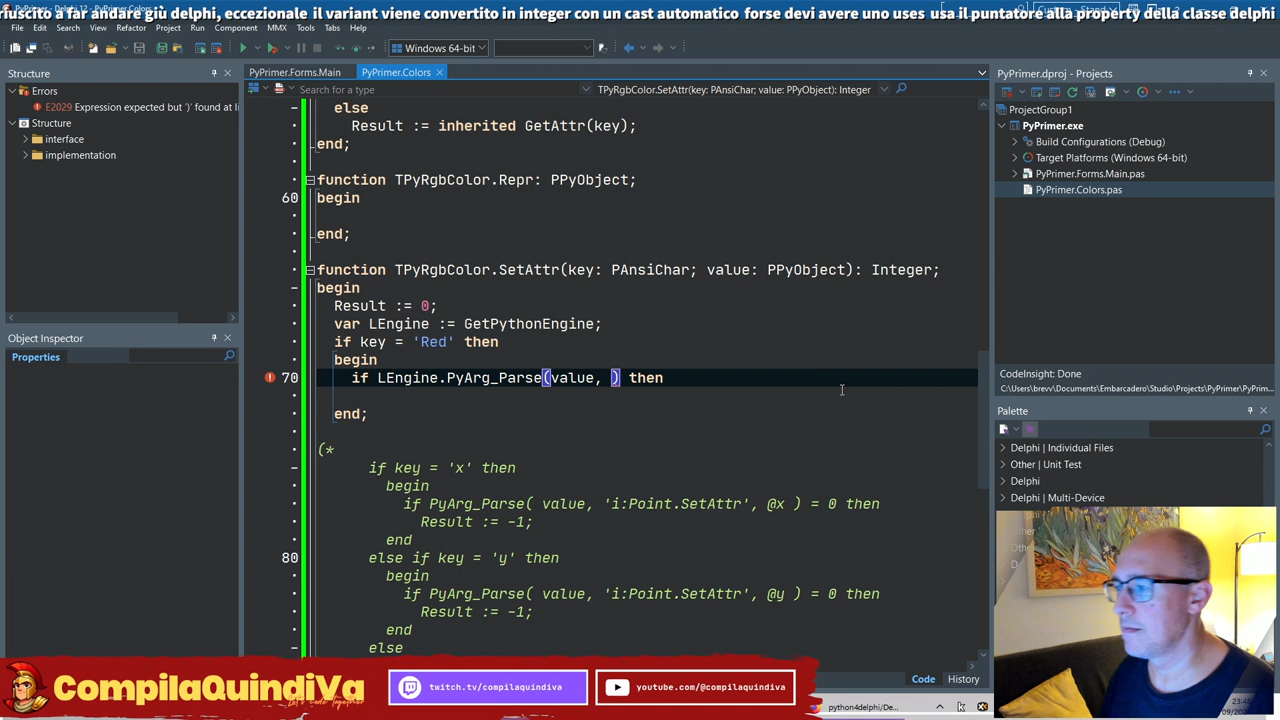 riuscito a far andare giù delphi, eccezionale il variant viene convertito in integer con un cast automatico forse devi avere uno uses usa il puntatore alla property della classe delphi
File Edit Search View Refactor Project Run Component MMX Tools Tabs Help
Windows 64-bit
Structure
Errors
E2029 Expression expected but ')' found at li
Structure
interface
implementation
Object Inspector
Properties
PyPrimer.Forms.Main PyPrimer.Colors
Search for a type
TPyRgbColor.SetAttr(key: PAnsiChar; value: PPyObject): Integer
else
Result := inherited GetAttr(key);
end;
function TPyRgbColor.Repr: PPyObject;
60 begin
end;
function TPyRgbColor.SetAttr(key: PAnsiChar; value: PPyObject): Integer;
begin
Result := 0;
var LEngine := GetPythonEngine;
if key = 'Red' then
begin
70 if LEngine.PyArg_Parse(value, ) then
end;
(*
if key = 'x' then
begin
if PyArg_Parse( value, 'i:Point.SetAttr', @x ) = 0 then
Result := -1;
end
80 else if key = 'y' then
begin
if PyArg_Parse( value, 'i:Point.SetAttr', @y ) = 0 then
Result := -1;
end
else
Code History
PyPrimer.dproj - Projects
ProjectGroup1
PyPrimer.exe
Build Configurations (Debug)
Target Platforms (Windows 64-bit)
PyPrimer.Forms.Main.pas
PyPrimer.Colors.pas
CodeInsight: Done
C:\Users\brevv\Documents\Embarcadero\Studio\Projects\PyPrimer\PyPrim...
Palette
Delphi | Individual Files
Other | Unit Test
Delphi
Delphi | Multi-Device
CompilaQuindiVa
Let's Code Together
twitch.tv/compilaquindiva
youtube.com/@compilaquindiva
python4delphi/De...